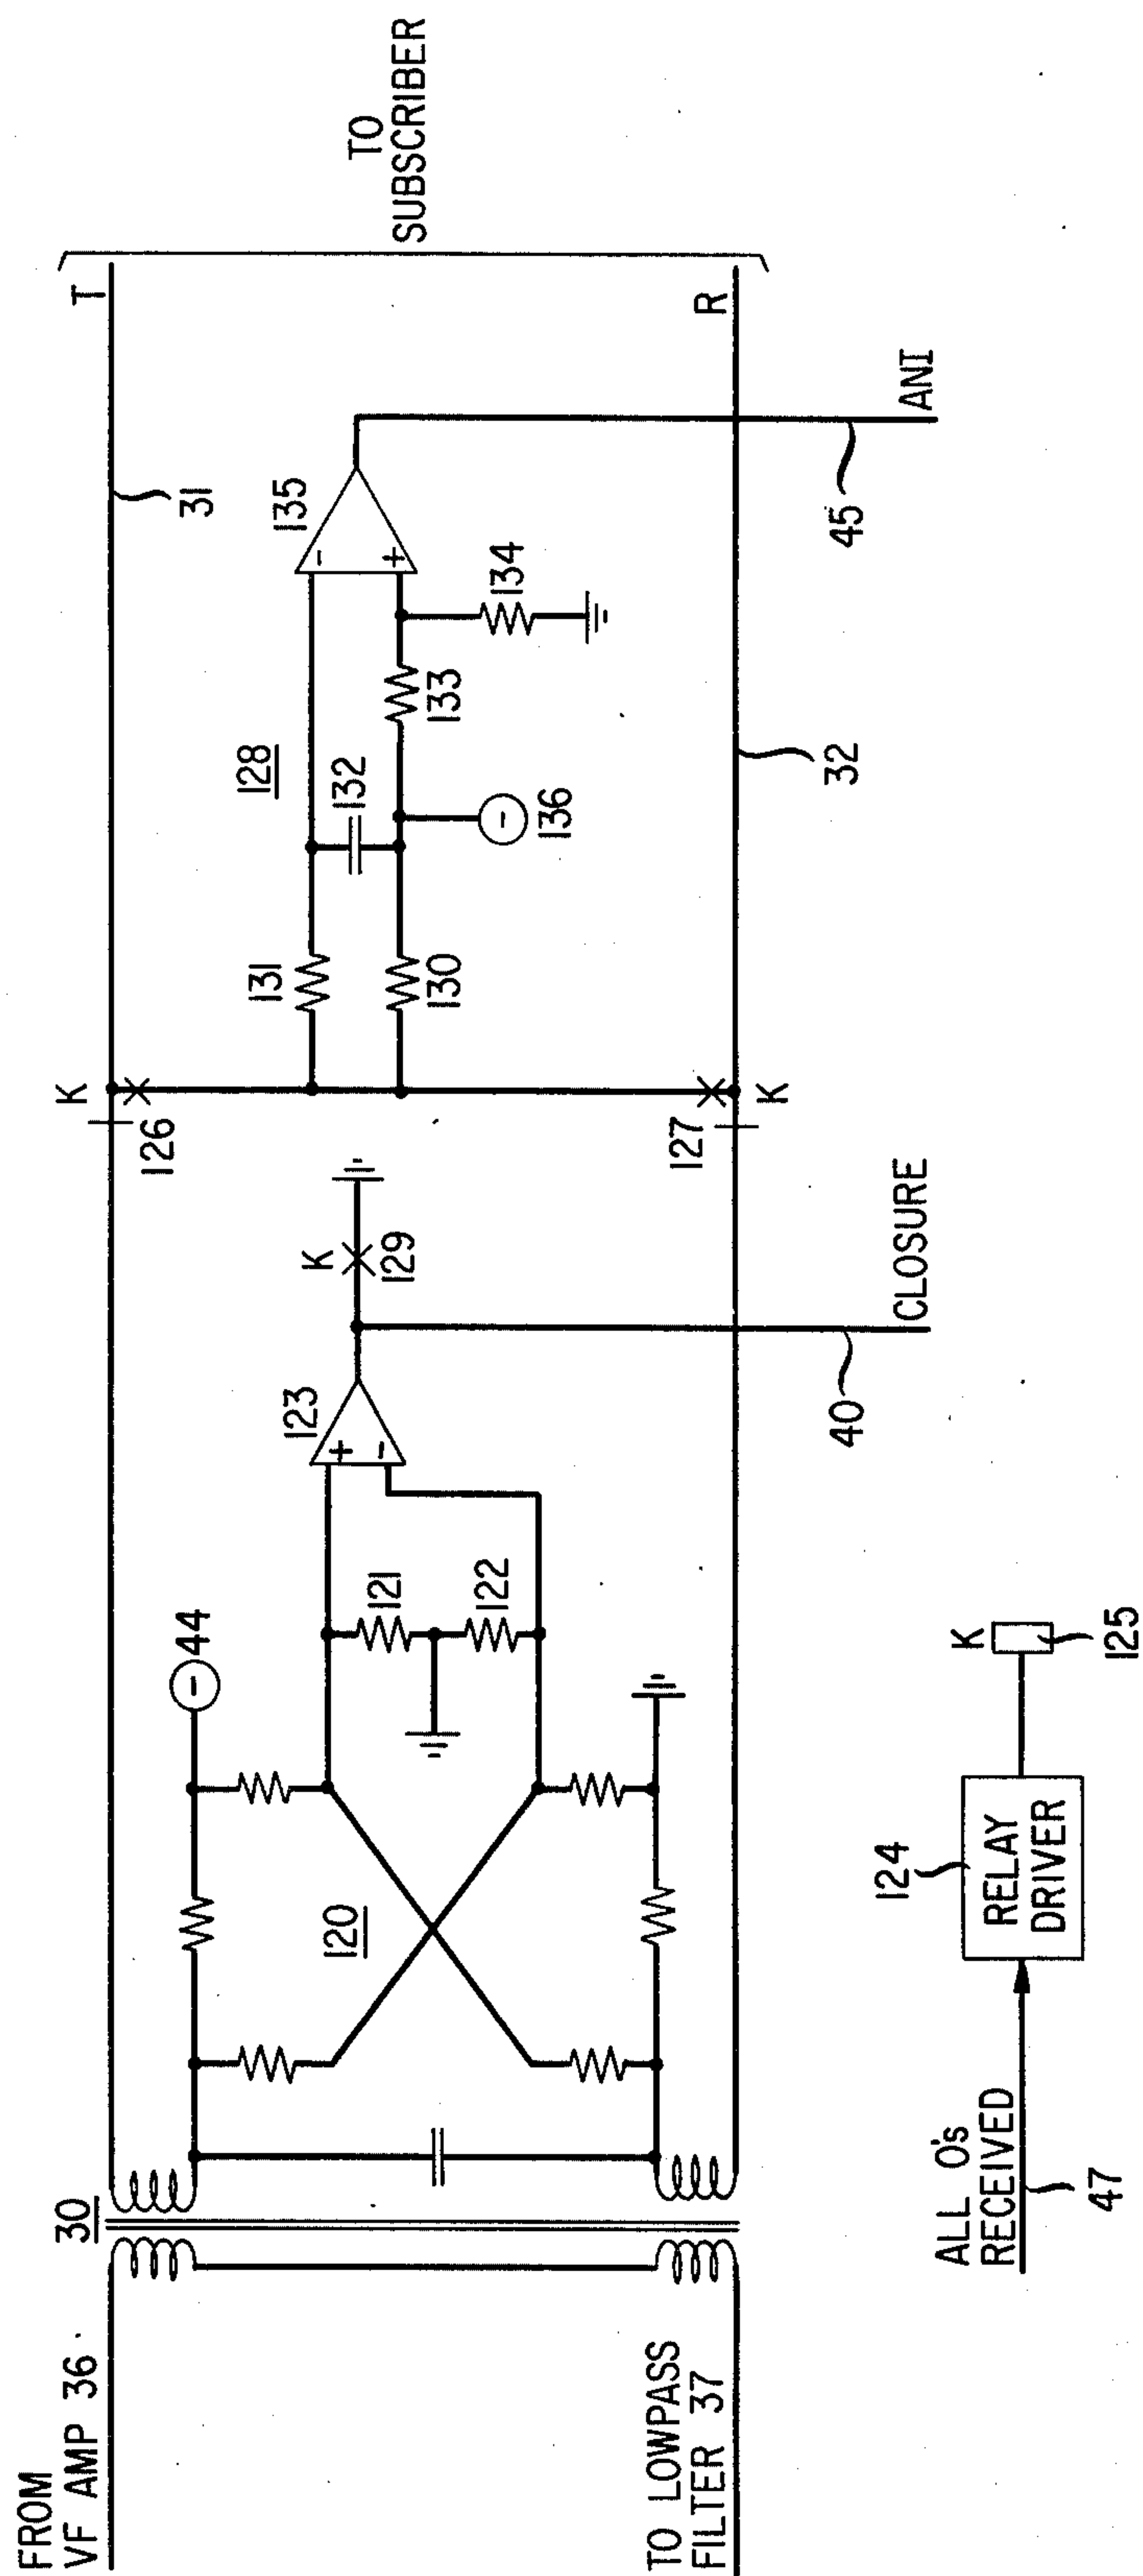 FROM
VF AMP 36
30
TO LOWPASS
FILTER 37
120
44
121
122
+
-
123
K
129
40
CLOSURE
K
126
127
K
131
130
128
132
-
136
133
134
135
-
+
31
T
32
R
45
ANI
TO
SUBSCRIBER
ALL O's
RECEIVED
47
124
RELAY
DRIVER
K
125